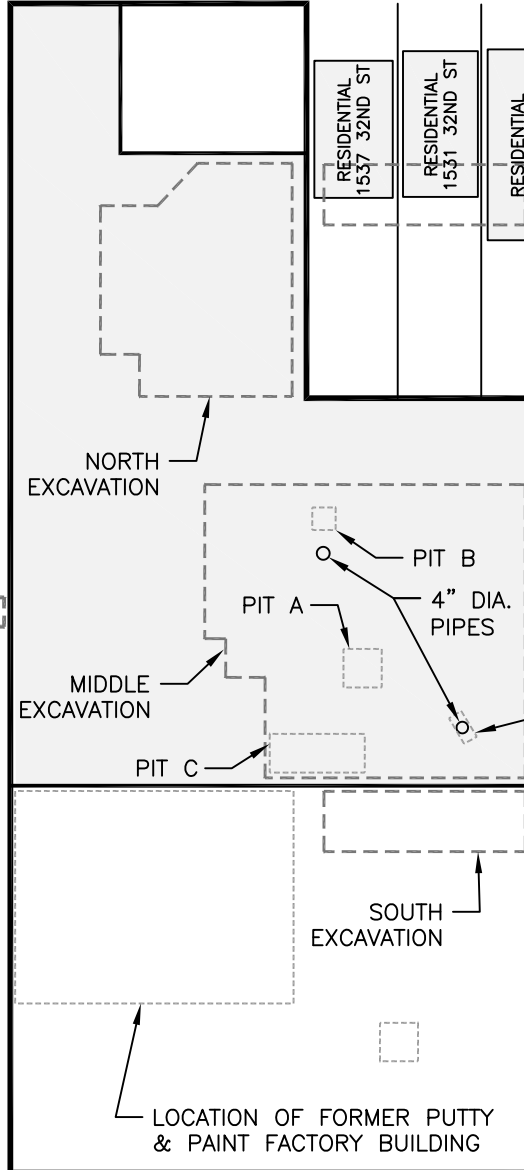 RESIDENTIAL
1537 32ND ST
RESIDENTIAL
1531 32ND ST
RESIDENTIAL
NORTH
EXCAVATION
PIT B
4” DIA.
PIPES
PIT A
MIDDLE
EXCAVATION
PIT C
SOUTH
EXCAVATION
LOCATION OF FORMER PUTTY
& PAINT FACTORY BUILDING